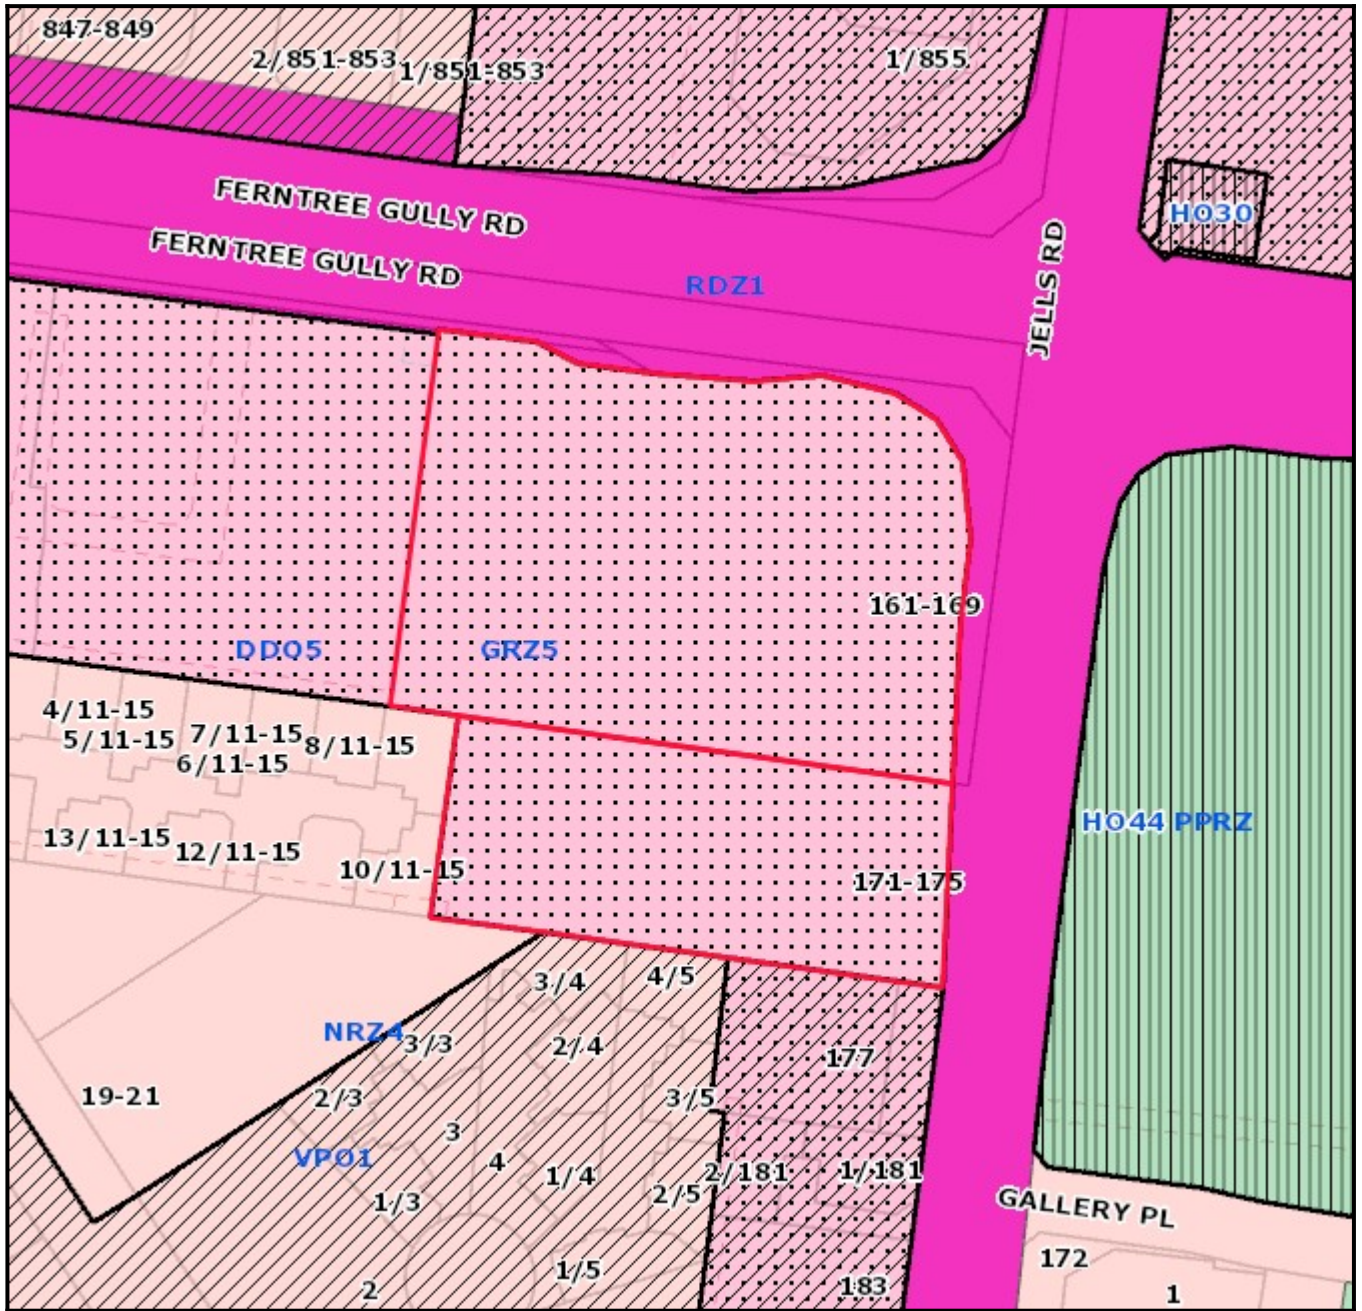 847-849
2/851-853
1/851-853
1/855
FERNTREE GULLY RD
FERNTREE GULLY RD
JELLS RD
HO30
RDZ1
161-169
DDO5
GRZ5
4/11-15
5/11-15
7/11-15
6/11-15
8/11-15
13/11-15
12/11-15
10/11-15
171-175
HO44
PPRZ
3/4
4/5
NRZ4
3/3
2/4
177
19-21
2/3
3/5
3
VPO1
4
1/4
2/181
1/181
2/5
1/3
GALLERY PL
1/5
2
183
172
1